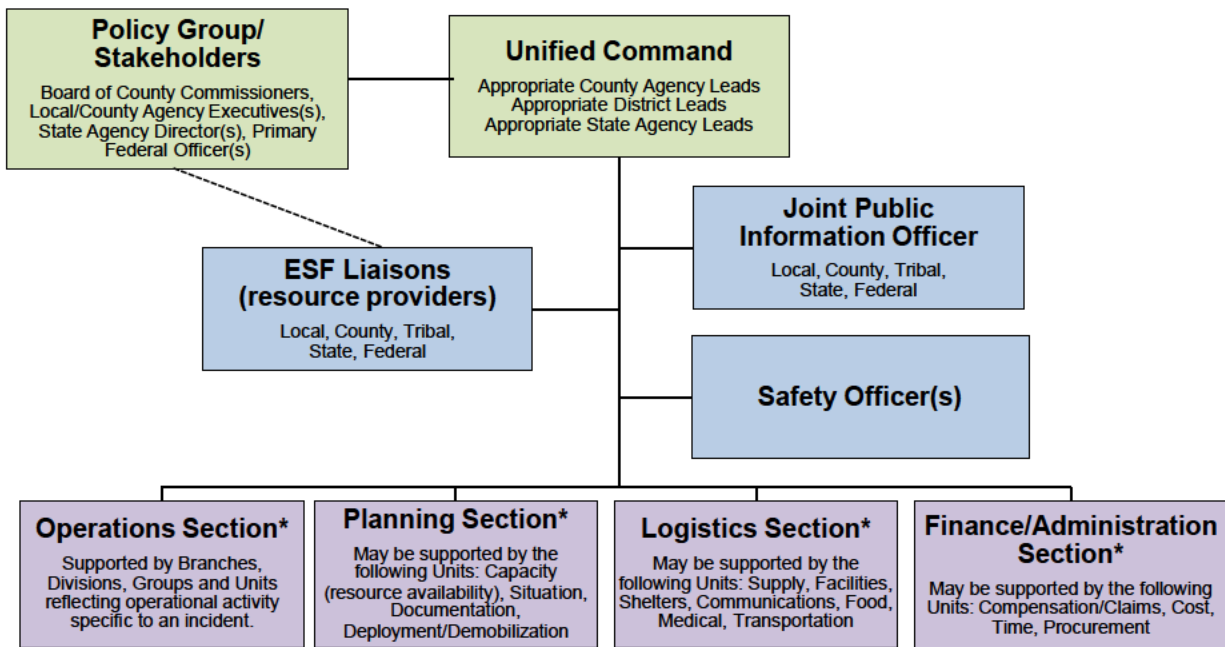 Policy Group/
Stakeholders
Board of County Commissioners,
Local/County Agency Executives(s),
State Agency Director(s), Primary
Federal Officer(s)
Unified Command
Appropriate County Agency Leads
Appropriate District Leads
Appropriate State Agency Leads
Joint Public
Information Officer
Local, County, Tribal,
State, Federal
ESF Liaisons
(resource providers)
Local, County, Tribal,
State, Federal
Safety Officer(s)
Operations Section*
Supported by Branches,
Divisions, Groups and Units
reflecting operational activity
specific to an incident.
Planning Section*
May be supported by the
following Units: Capacity
(resource availability), Situation,
Documentation,
Deployment/Demobilization
Logistics Section*
May be supported by the
following Units: Supply, Facilities,
Shelters, Communications, Food,
Medical, Transportation
Finance/Administration
Section*
May be supported by the following
Units: Compensation/Claims, Cost,
Time, Procurement